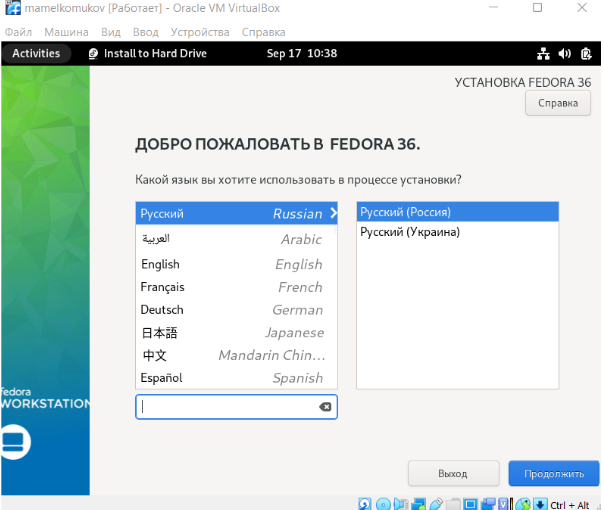 mamelkomukov [Работает] - Oracle VM VirtualBox
Файл Машина Вид Ввод Устройства Справка
Activities Install to Hard Drive Sep 17 10:38
УСТАНОВКА FEDORA 36
Справка
ДОБРО ПОЖАЛОВАТЬ В FEDORA 36.
Какой язык вы хотите использовать в процессе установки?
Русский Russian
العربية Arabic
English English
Français French
Deutsch German
日本語 Japanese
中文 Mandarin Chin...
Español Spanish
Русский (Россия)
Русский (Украина)
fedora
WORKSTATION
Выход Продолжить
Ctrl + Alt